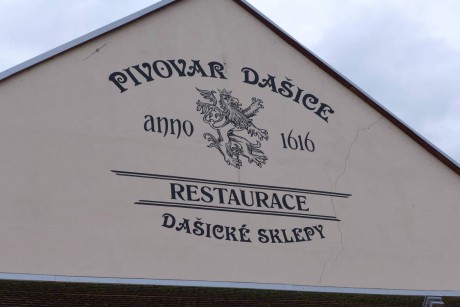 PIVOVAR DAŠICE
anno 1616
RESTAURACE
DAŠICKÉ SKLEPY